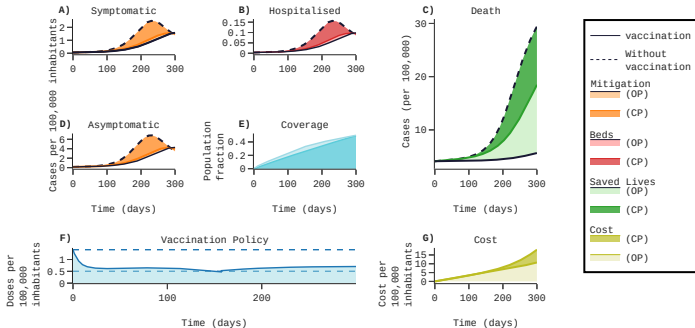 A) Symptomatic
B) Hospitalised
C) Death
Cases per 100,000 inhabitants
2
1
0
0 100 200 300
0.15
0.1
0.05
0
0 100 200 300
Cases (per 100,000)
30
20
10
0 100 200 300
Time (days)
D) Asymptomatic
E) Coverage
6
4
2
0
0 100 200 300
Time (days)
Population
fraction
0.4
0.2
0
0 100 200 300
Time (days)
F) Vaccination Policy
G) Cost
Doses per
100,000
inhabitants
1
0.5
0
0 100 200
Time (days)
Cost per
100,000
inhabitants
15
10
5
0
0 100 200 300
Time (days)
vaccination
Without
vaccination
Mitigation
(OP)
(CP)
Beds
(OP)
(CP)
Saved Lives
(OP)
(CP)
Cost
(CP)
(OP)